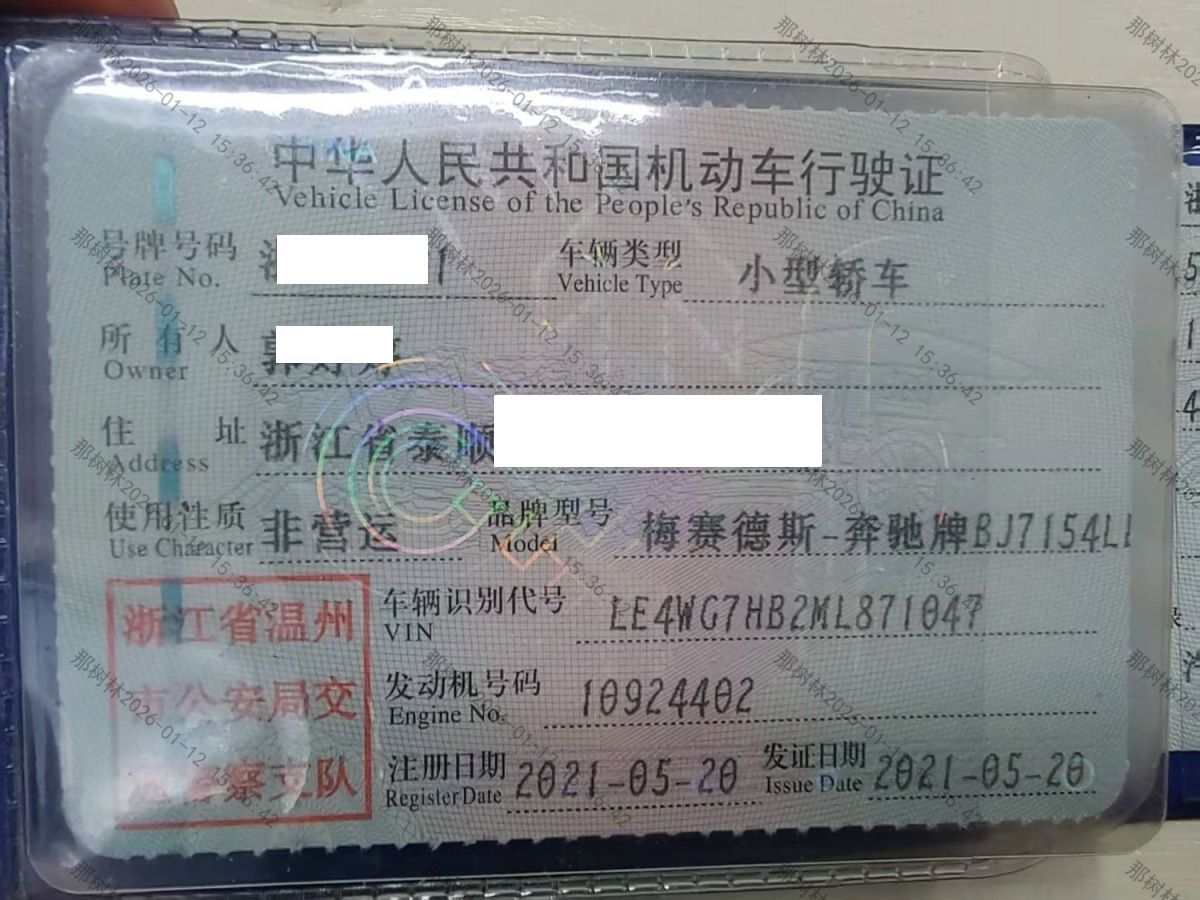 中华人民共和国机动车行驶证
Vehicle License of the People's Republic of China
号牌号码 浙
Plate No.
车辆类型 小型轿车
Vehicle Type
所有人 郭
Owner
住址 浙江省泰顺
Address
使用性质 非营运
Use Character
品牌型号 梅赛德斯-奔驰牌BJ7154L
Model
浙江省温州
市公安局交
警察支队
车辆识别代号 LE4WG7HB2ML871047
VIN
发动机号码 10924402
Engine No.
注册日期 2021-05-20
Register Date
发证日期 2021-05-20
Issue Date
那树林2026-01-12 15:36:42